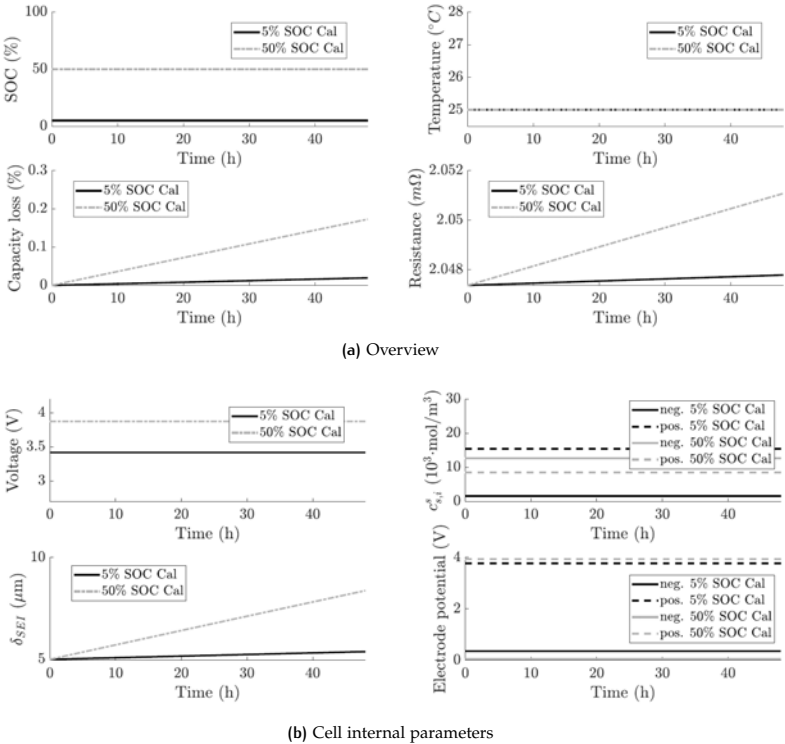 100
50
0
SOC (%)
5% SOC Cal
50% SOC Cal
0 10 20 30 40
Time (h)
28
27
26
25
Temperature (°C)
5% SOC Cal
50% SOC Cal
0 10 20 30 40
Time (h)
0.3
0.2
0.1
0
Capacity loss (%)
5% SOC Cal
50% SOC Cal
0 10 20 30 40
Time (h)
2.052
2.05
2.048
Resistance (mΩ)
5% SOC Cal
50% SOC Cal
0 10 20 30 40
Time (h)
(a) Overview
4
3.5
3
Voltage (V)
5% SOC Cal
50% SOC Cal
0 10 20 30 40
Time (h)
30
20
10
0
c^s_{s,i} (10³·mol/m³)
neg. 5% SOC Cal
pos. 5% SOC Cal
neg. 50% SOC Cal
pos. 50% SOC Cal
0 10 20 30 40
Time (h)
10
5
δ_{SEI} (μm)
5% SOC Cal
50% SOC Cal
0 10 20 30 40
Time (h)
4
2
0
Electrode potential (V)
neg. 5% SOC Cal
pos. 5% SOC Cal
neg. 50% SOC Cal
pos. 50% SOC Cal
0 10 20 30 40
Time (h)
(b) Cell internal parameters